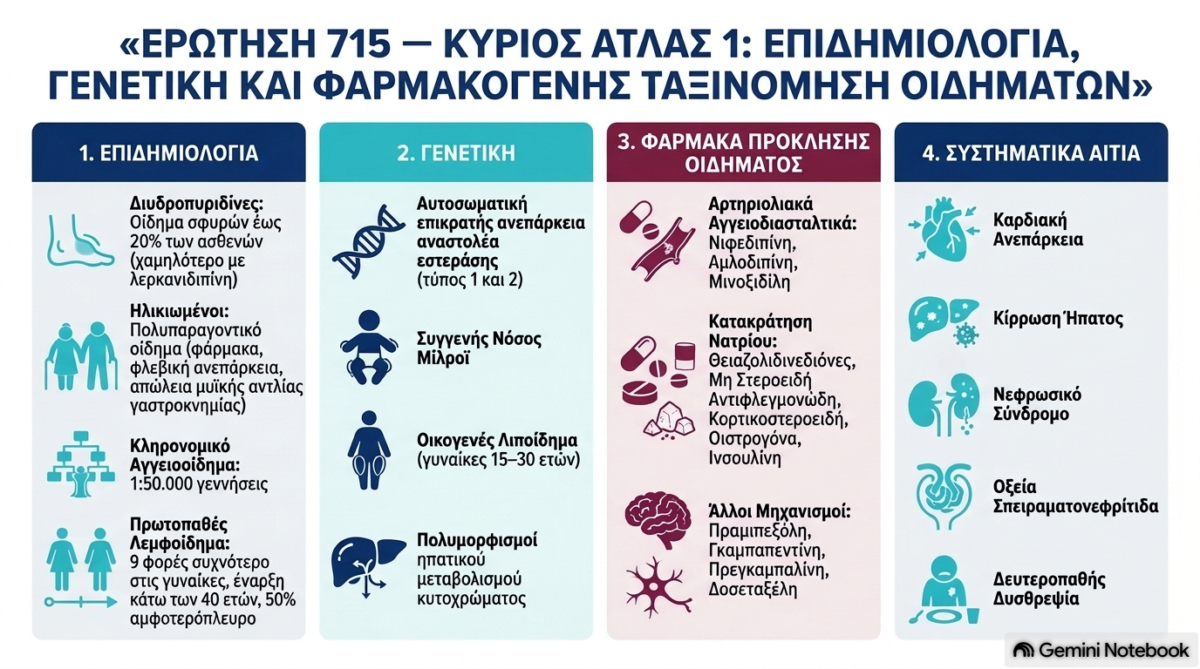 «ΕΡΩΤΗΣΗ 715 — ΚΥΡΙΟΣ ΑΤΛΑΣ 1: ΕΠΙΔΗΜΙΟΛΟΓΙΑ,
ΓΕΝΕΤΙΚΗ ΚΑΙ ΦΑΡΜΑΚΟΓΕΝΗΣ ΤΑΞΙΝΟΜΗΣΗ ΟΙΔΗΜΑΤΩΝ»
1. ΕΠΙΔΗΜΙΟΛΟΓΙΑ
Διυδροπυριδίνες:
Οίδημα σφυρών έως
20% των ασθενών
(χαμηλότερο με
λερκανιδιπίνη)
Ηλικιωμένοι:
Πολυπαραγοντικό
οίδημα (φάρμακα,
φλεβική ανεπάρκεια,
απώλεια μυϊκής αντλίας
γαστροκνημίας)
Κληρονομικό
Αγγειοοίδημα:
1:50.000 γεννήσεις
Πρωτοπαθές
Λεμφοίδημα:
9 φορές συχνότερο
στις γυναίκες, έναρξη
κάτω των 40 ετών, 50%
αμφοτερόπλευρο
2. ΓΕΝΕΤΙΚΗ
Αυτοσωματική
επικρατής ανεπάρκεια
αναστολέα
εστεράσης
(τύπος 1 και 2)
Συγγενής Νόσος
Μίλροϊ
Οικογενές Λιποίδημα
(γυναίκες 15–30 ετών)
Πολυμορφισμοί
ηπατικού
μεταβολισμού
κυτοχρώματος
3. ΦΑΡΜΑΚΑ ΠΡΟΚΛΗΣΗΣ
ΟΙΔΗΜΑΤΟΣ
Αρτηριολιακά
Αγγειοδιασταλτικά:
Νιφεδιπίνη,
Αμλοδιπίνη,
Μινοξιδίλη
Κατακράτηση
Νατρίου:
Θειαζολιδινεδιόνες,
Μη Στεροειδή
Αντιφλεγμονώδη,
Κορτικοστεροειδή,
Οιστρογόνα,
Ινσουλίνη
Άλλοι Μηχανισμοί:
Πραμιπεξόλη,
Γκαμπαπεντίνη,
Πρεγκαμπαλίνη,
Δοσεταξέλη
4. ΣΥΣΤΗΜΑΤΙΚΑ ΑΙΤΙΑ
Καρδιακή
Ανεπάρκεια
Κίρρωση Ήπατος
Νεφρωσικό
Σύνδρομο
Οξεία
Σπειραματονεφρίτιδα
Δευτεροπαθής
Δυσθρεψία
Gemini Notebook